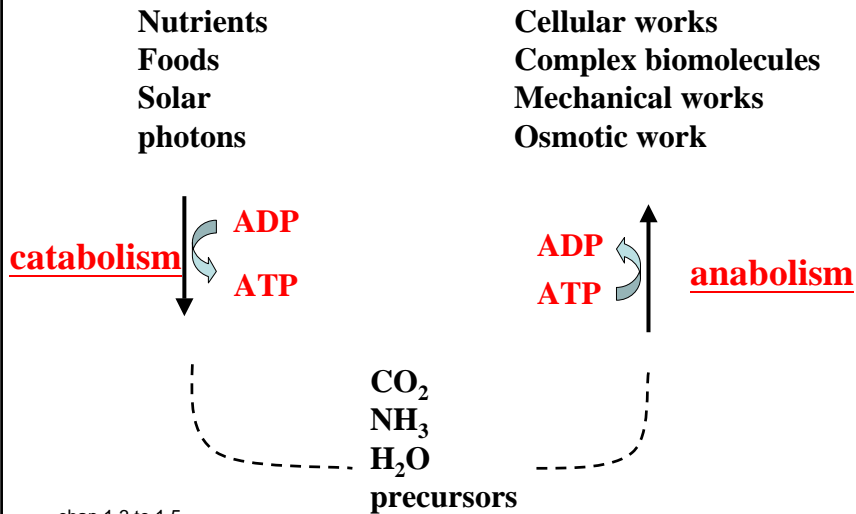 Nutrients
Foods
Solar
photons
Cellular works
Complex biomolecules
Mechanical works
Osmotic work
catabolism
ADP
ATP
ADP
ATP
anabolism
CO₂
NH₃
H₂O
precursors